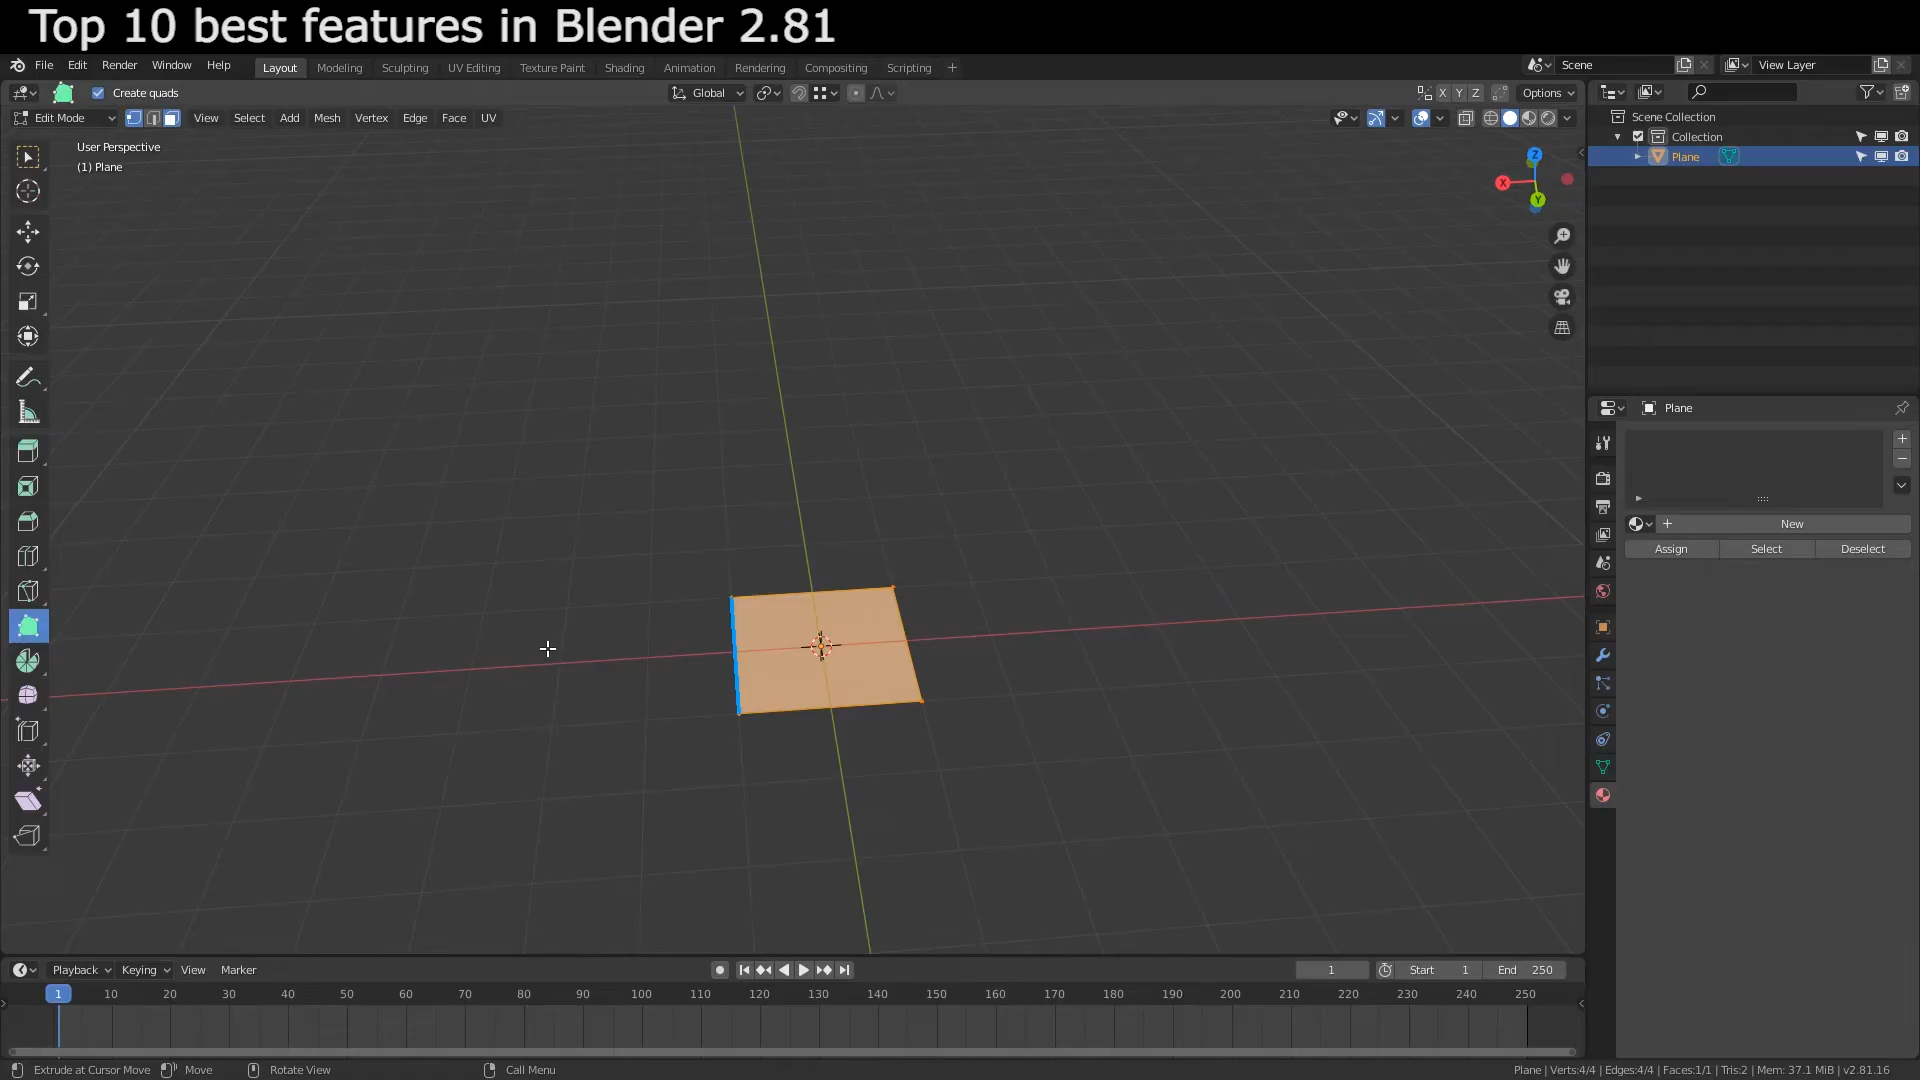 Top 10 best features in Blender 2.81
File Edit Render Window Help Layout Modeling Sculpting UV Editing Texture Paint Shading Animation Rendering Compositing Scripting + Scene View Layer
Create quads Global X Y Z Options
Edit Mode View Select Add Mesh Vertex Edge Face UV
Scene Collection
Collection
Plane
User Perspective
(1) Plane
Z
X
Y
Plane
New
Assign Select Deselect
Playback Keying View Marker 1 Start 1 End 250
1 10 20 30 40 50 60 70 80 90 100 110 120 130 140 150 160 170 180 190 200 210 220 230 240 250
Extrude at Cursor Move Move Rotate View Call Menu Plane | Verts:4/4 | Edges:4/4 | Faces:1/1 | Tris:2 | Mem: 37.1 MiB | v2.81.16